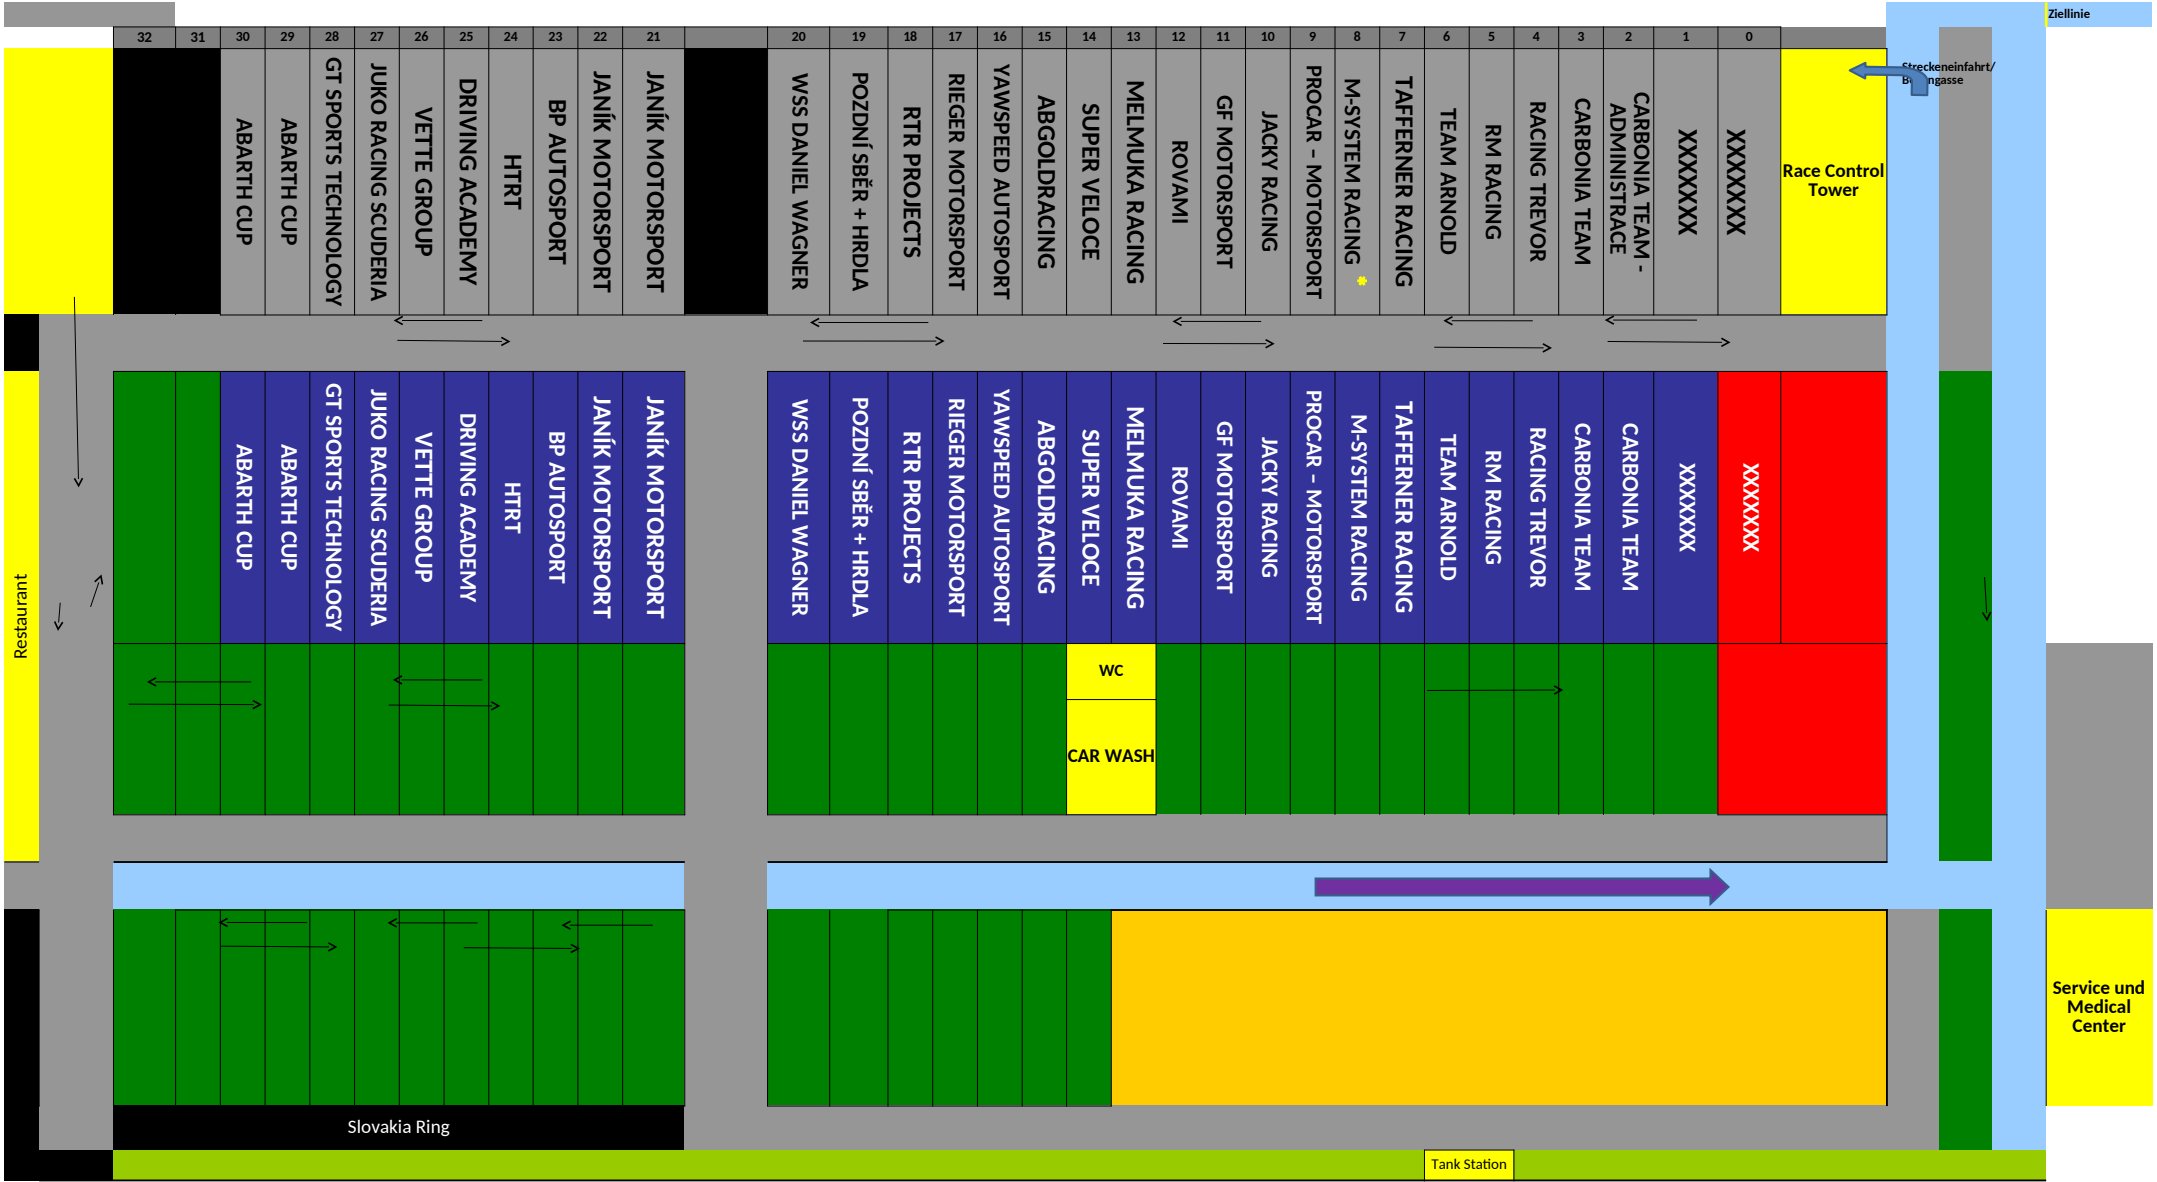 Ziellinie
32 31 30 29 28 27 26 25 24 23 22 21 20 19 18 17 16 15 14 13 12 11 10 9 8 7 6 5 4 3 2 1 0
ABARTH CUP
ABARTH CUP
GT SPORTS TECHNOLOGY
JUKO RACING SCUDERIA
VETTE GROUP
DRIVING ACADEMY
HTRT
BP AUTOSPORT
JANÍK MOTORSPORT
JANÍK MOTORSPORT
WSS DANIEL WAGNER
POZDNÍ SBĚR + HRDLA
RTR PROJECTS
RIEGER MOTORSPORT
YAWSPEED AUTOSPORT
ABGOLDRACING
SUPER VELOCE
MELMUKA RACING
ROVAMI
GF MOTORSPORT
JACKY RACING
PROCAR – MOTORSPORT
M-SYSTEM RACING *
TAFFERNER RACING
TEAM ARNOLD
RM RACING
RACING TREVOR
CARBONIA TEAM
CARBONIA TEAM -
ADMINISTRACE
XXXXXXX
XXXXXXX
Race Control
Tower
Streckeneinfahrt/
ABARTH CUP
ABARTH CUP
GT SPORTS TECHNOLOGY
JUKO RACING SCUDERIA
VETTE GROUP
DRIVING ACADEMY
HTRT
BP AUTOSPORT
JANÍK MOTORSPORT
JANÍK MOTORSPORT
WSS DANIEL WAGNER
POZDNÍ SBĚR + HRDLA
RTR PROJECTS
RIEGER MOTORSPORT
YAWSPEED AUTOSPORT
ABGOLDRACING
SUPER VELOCE
MELMUKA RACING
ROVAMI
GF MOTORSPORT
JACKY RACING
PROCAR – MOTORSPORT
M-SYSTEM RACING
TAFFERNER RACING
TEAM ARNOLD
RM RACING
RACING TREVOR
CARBONIA TEAM
CARBONIA TEAM
XXXXXXX
XXXXXXX
Restaurant
WC
CAR WASH
Service und
Medical
Center
Slovakia Ring
Tank Station